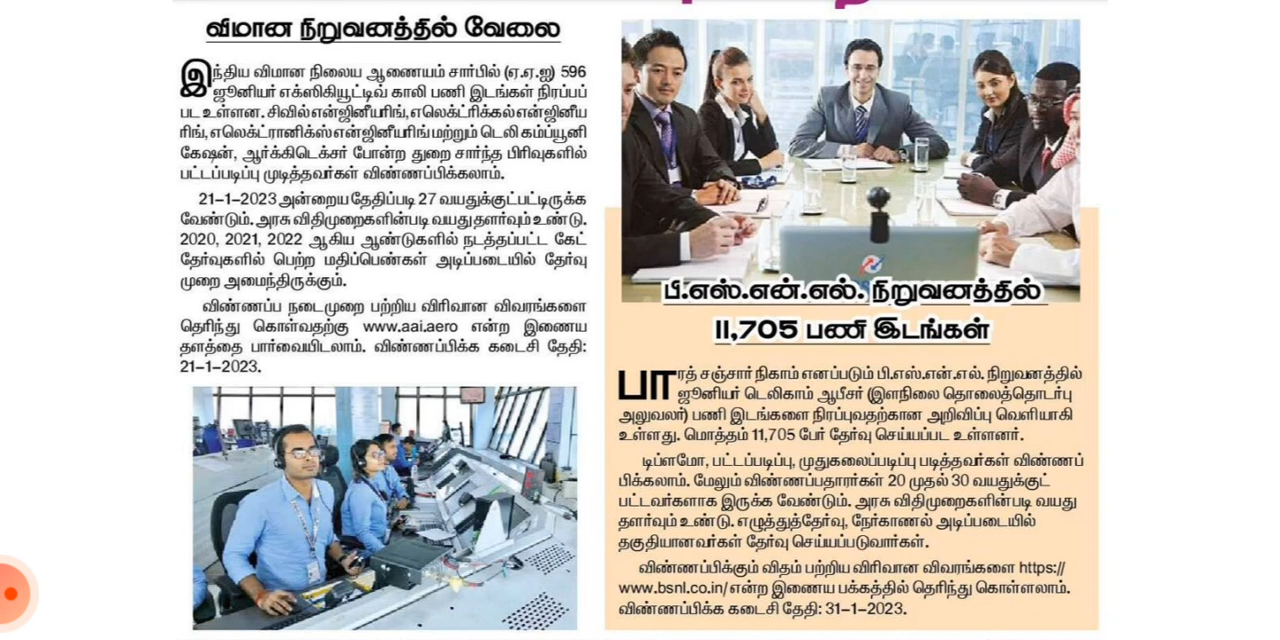 விமான நிறுவனத்தில் வேலை
இந்திய விமான நிலைய ஆணையம் சார்பில் (ஏ.ஏ.ஐ) 596
ஜூனியர் எக்ஸிகியூட்டிவ் காலி பணி இடங்கள் நிரப்பப்
பட உள்ளன. சிவில் என்ஜினீயரிங், எலெக்ட்ரிக்கல் என்ஜினீய
ரிங், எலெக்ட்ரானிக்ஸ் என்ஜினீயரிங் மற்றும் டெலி கம்ப்யூனி
கேஷன், ஆர்க்கிடெக்சர் போன்ற துறை சார்ந்த பிரிவுகளில்
பட்டப்படிப்பு முடித்தவர்கள் விண்ணப்பிக்கலாம்.
21-1-2023 அன்றைய தேதிப்படி 27 வயதுக்குட்பட்டிருக்க
வேண்டும். அரசு விதிமுறைகளின்படி வயது தளர்வும் உண்டு.
2020, 2021, 2022 ஆகிய ஆண்டுகளில் நடத்தப்பட்ட கேட்
தேர்வுகளில் பெற்ற மதிப்பெண்கள் அடிப்படையில் தேர்வு
முறை அமைந்திருக்கும்.
விண்ணப்ப நடைமுறை பற்றிய விரிவான விவரங்களை
தெரிந்து கொள்வதற்கு www.aai.aero என்ற இணைய
தளத்தை பார்வையிடலாம். விண்ணப்பிக்க கடைசி தேதி:
21-1-2023.
பி.எஸ்.என்.எல். நிறுவனத்தில்
11,705 பணி இடங்கள்
பாரத் சஞ்சார் நிகாம் எனப்படும் பி.எஸ்.என்.எல். நிறுவனத்தில்
ஜூனியர் டெலிகாம் ஆபீசர் (இளநிலை தொலைத்தொடர்பு
அலுவலர்) பணி இடங்களை நிரப்புவதற்கான அறிவிப்பு வெளியாகி
உள்ளது. மொத்தம் 11,705 பேர் தேர்வு செய்யப்பட உள்ளனர்.
டிப்ளமோ, பட்டப்படிப்பு, முதுகலைப்படிப்பு படித்தவர்கள் விண்ணப்
பிக்கலாம். மேலும் விண்ணப்பதாரர்கள் 20 முதல் 30 வயதுக்குட்
பட்டவர்களாக இருக்க வேண்டும். அரசு விதிமுறைகளின்படி வயது
தளர்வும் உண்டு. எழுத்துத்தேர்வு, நேர்காணல் அடிப்படையில்
தகுதியானவர்கள் தேர்வு செய்யப்படுவார்கள்.
விண்ணப்பிக்கும் விதம் பற்றிய விரிவான விவரங்களை https://
www.bsnl.co.in/ என்ற இணைய பக்கத்தில் தெரிந்து கொள்ளலாம்.
விண்ணப்பிக்க கடைசி தேதி: 31-1-2023.